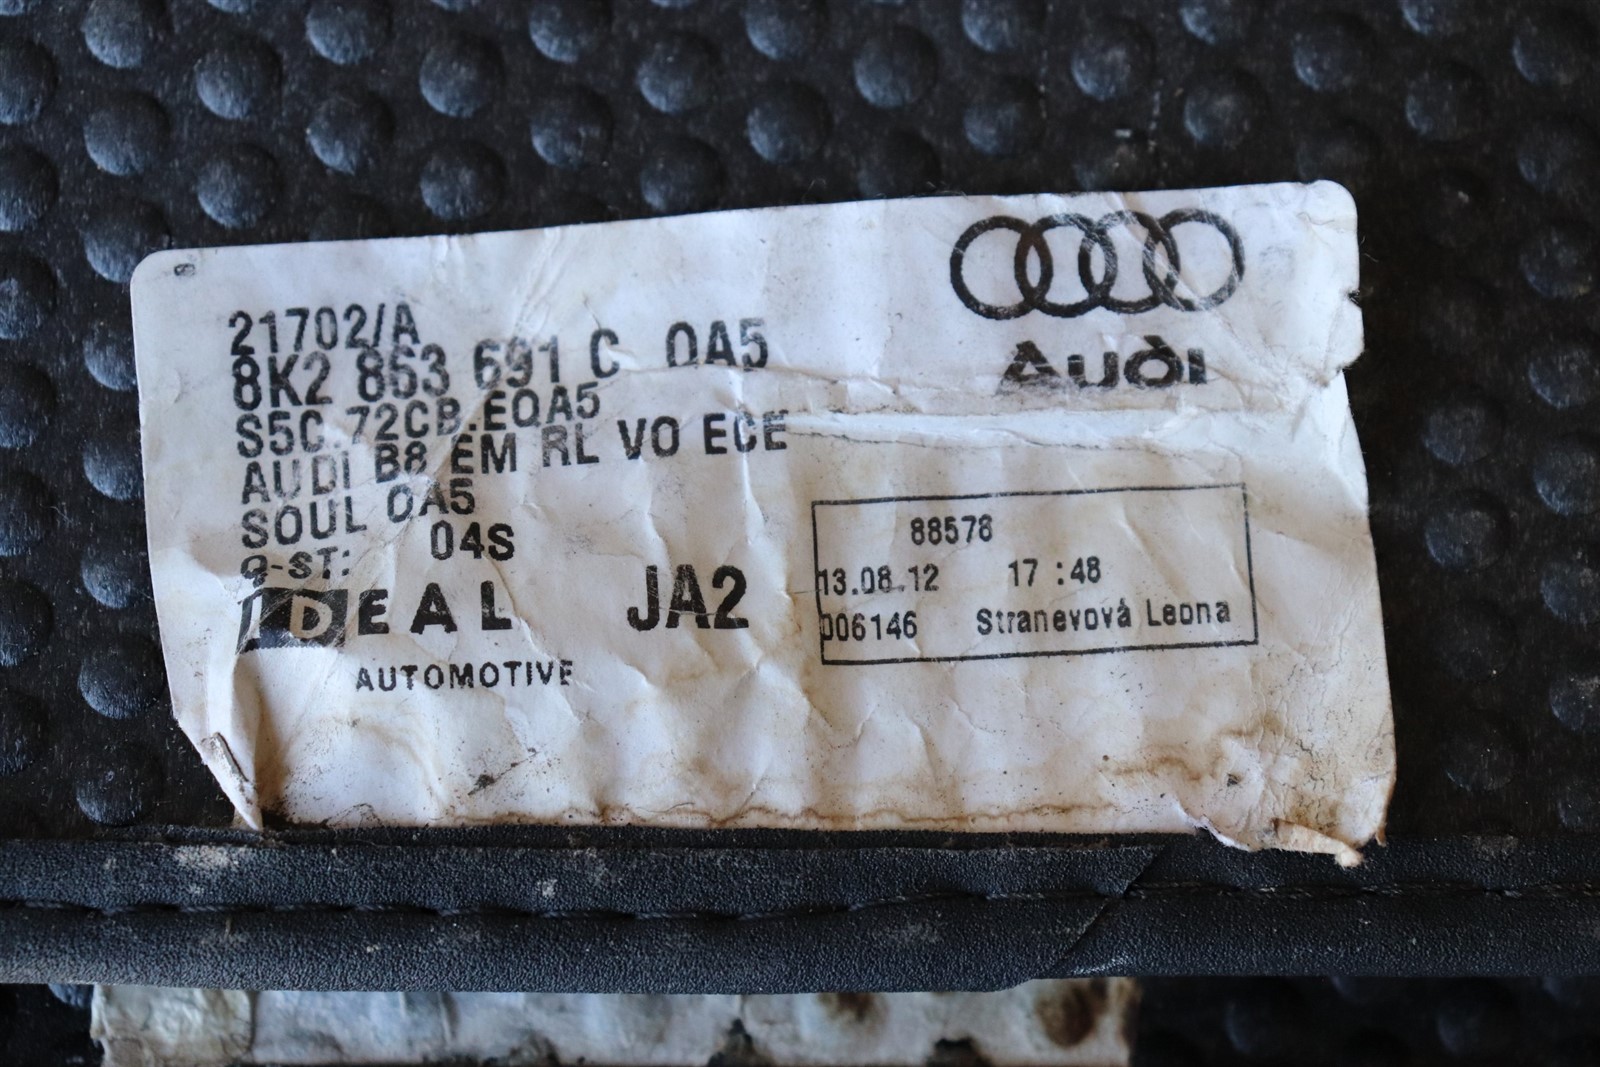 21702/A
8K2 863 691 C 0A5
S5C.72CB.EQA5
AUDI B8 EM RL VO ECE
SOUL 0A5
Q-ST: 04S
IDEAL JA2
AUTOMOTIVE
Audi
88578
13.08.12 17:48
006146 Stranevová Leona